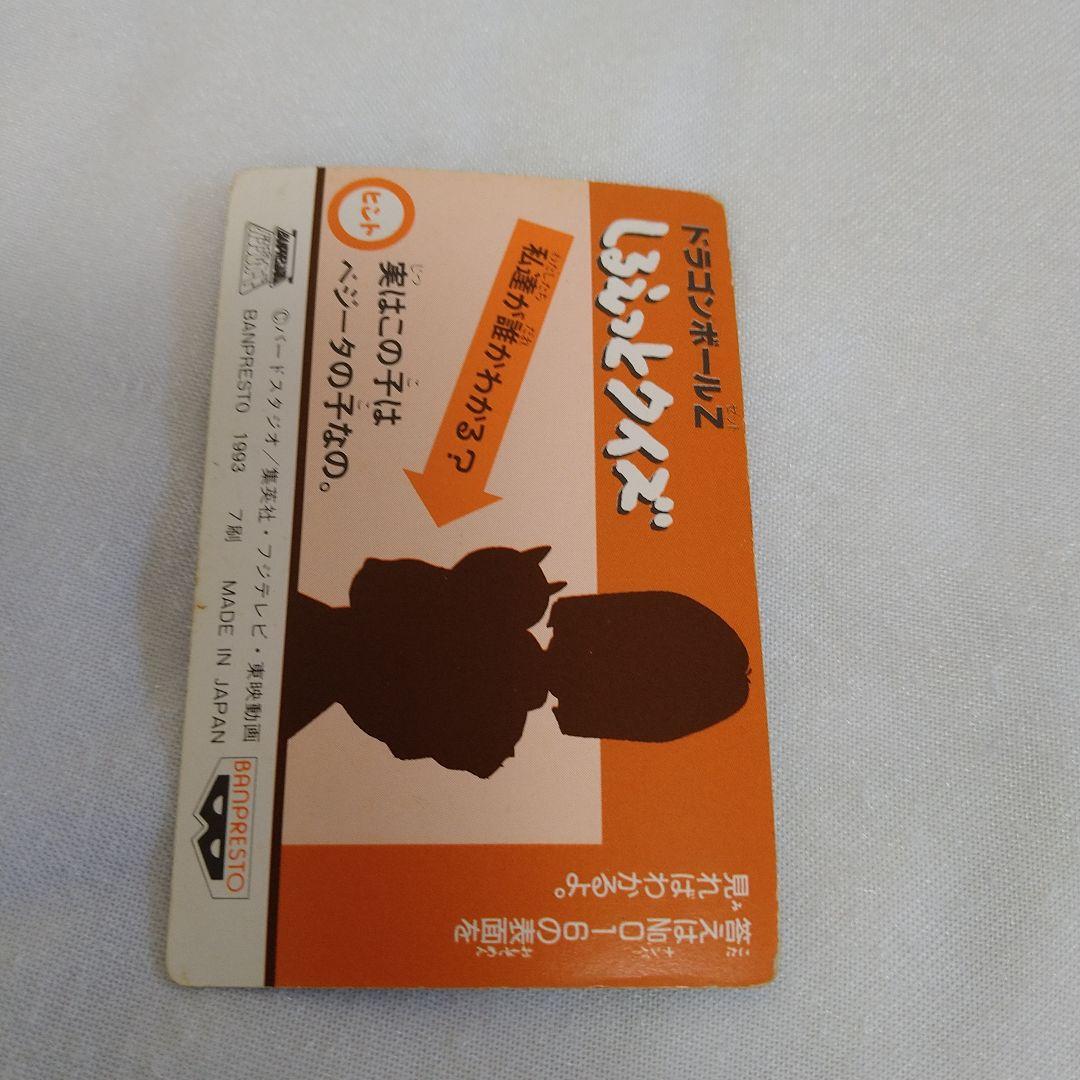 ドラゴンボールZ
しるえっとクイズ
私達が誰かわかる?
ヒント
実はこの子は
ベジータの子なの。
答えはNO016の表面を
見ればわかるよ。
BANPRESTO
©バードスタジオ/集英社・フジテレビ・東映動画
BANPRESTO 1993 7刷 MADE IN JAPAN
BANPRESTO